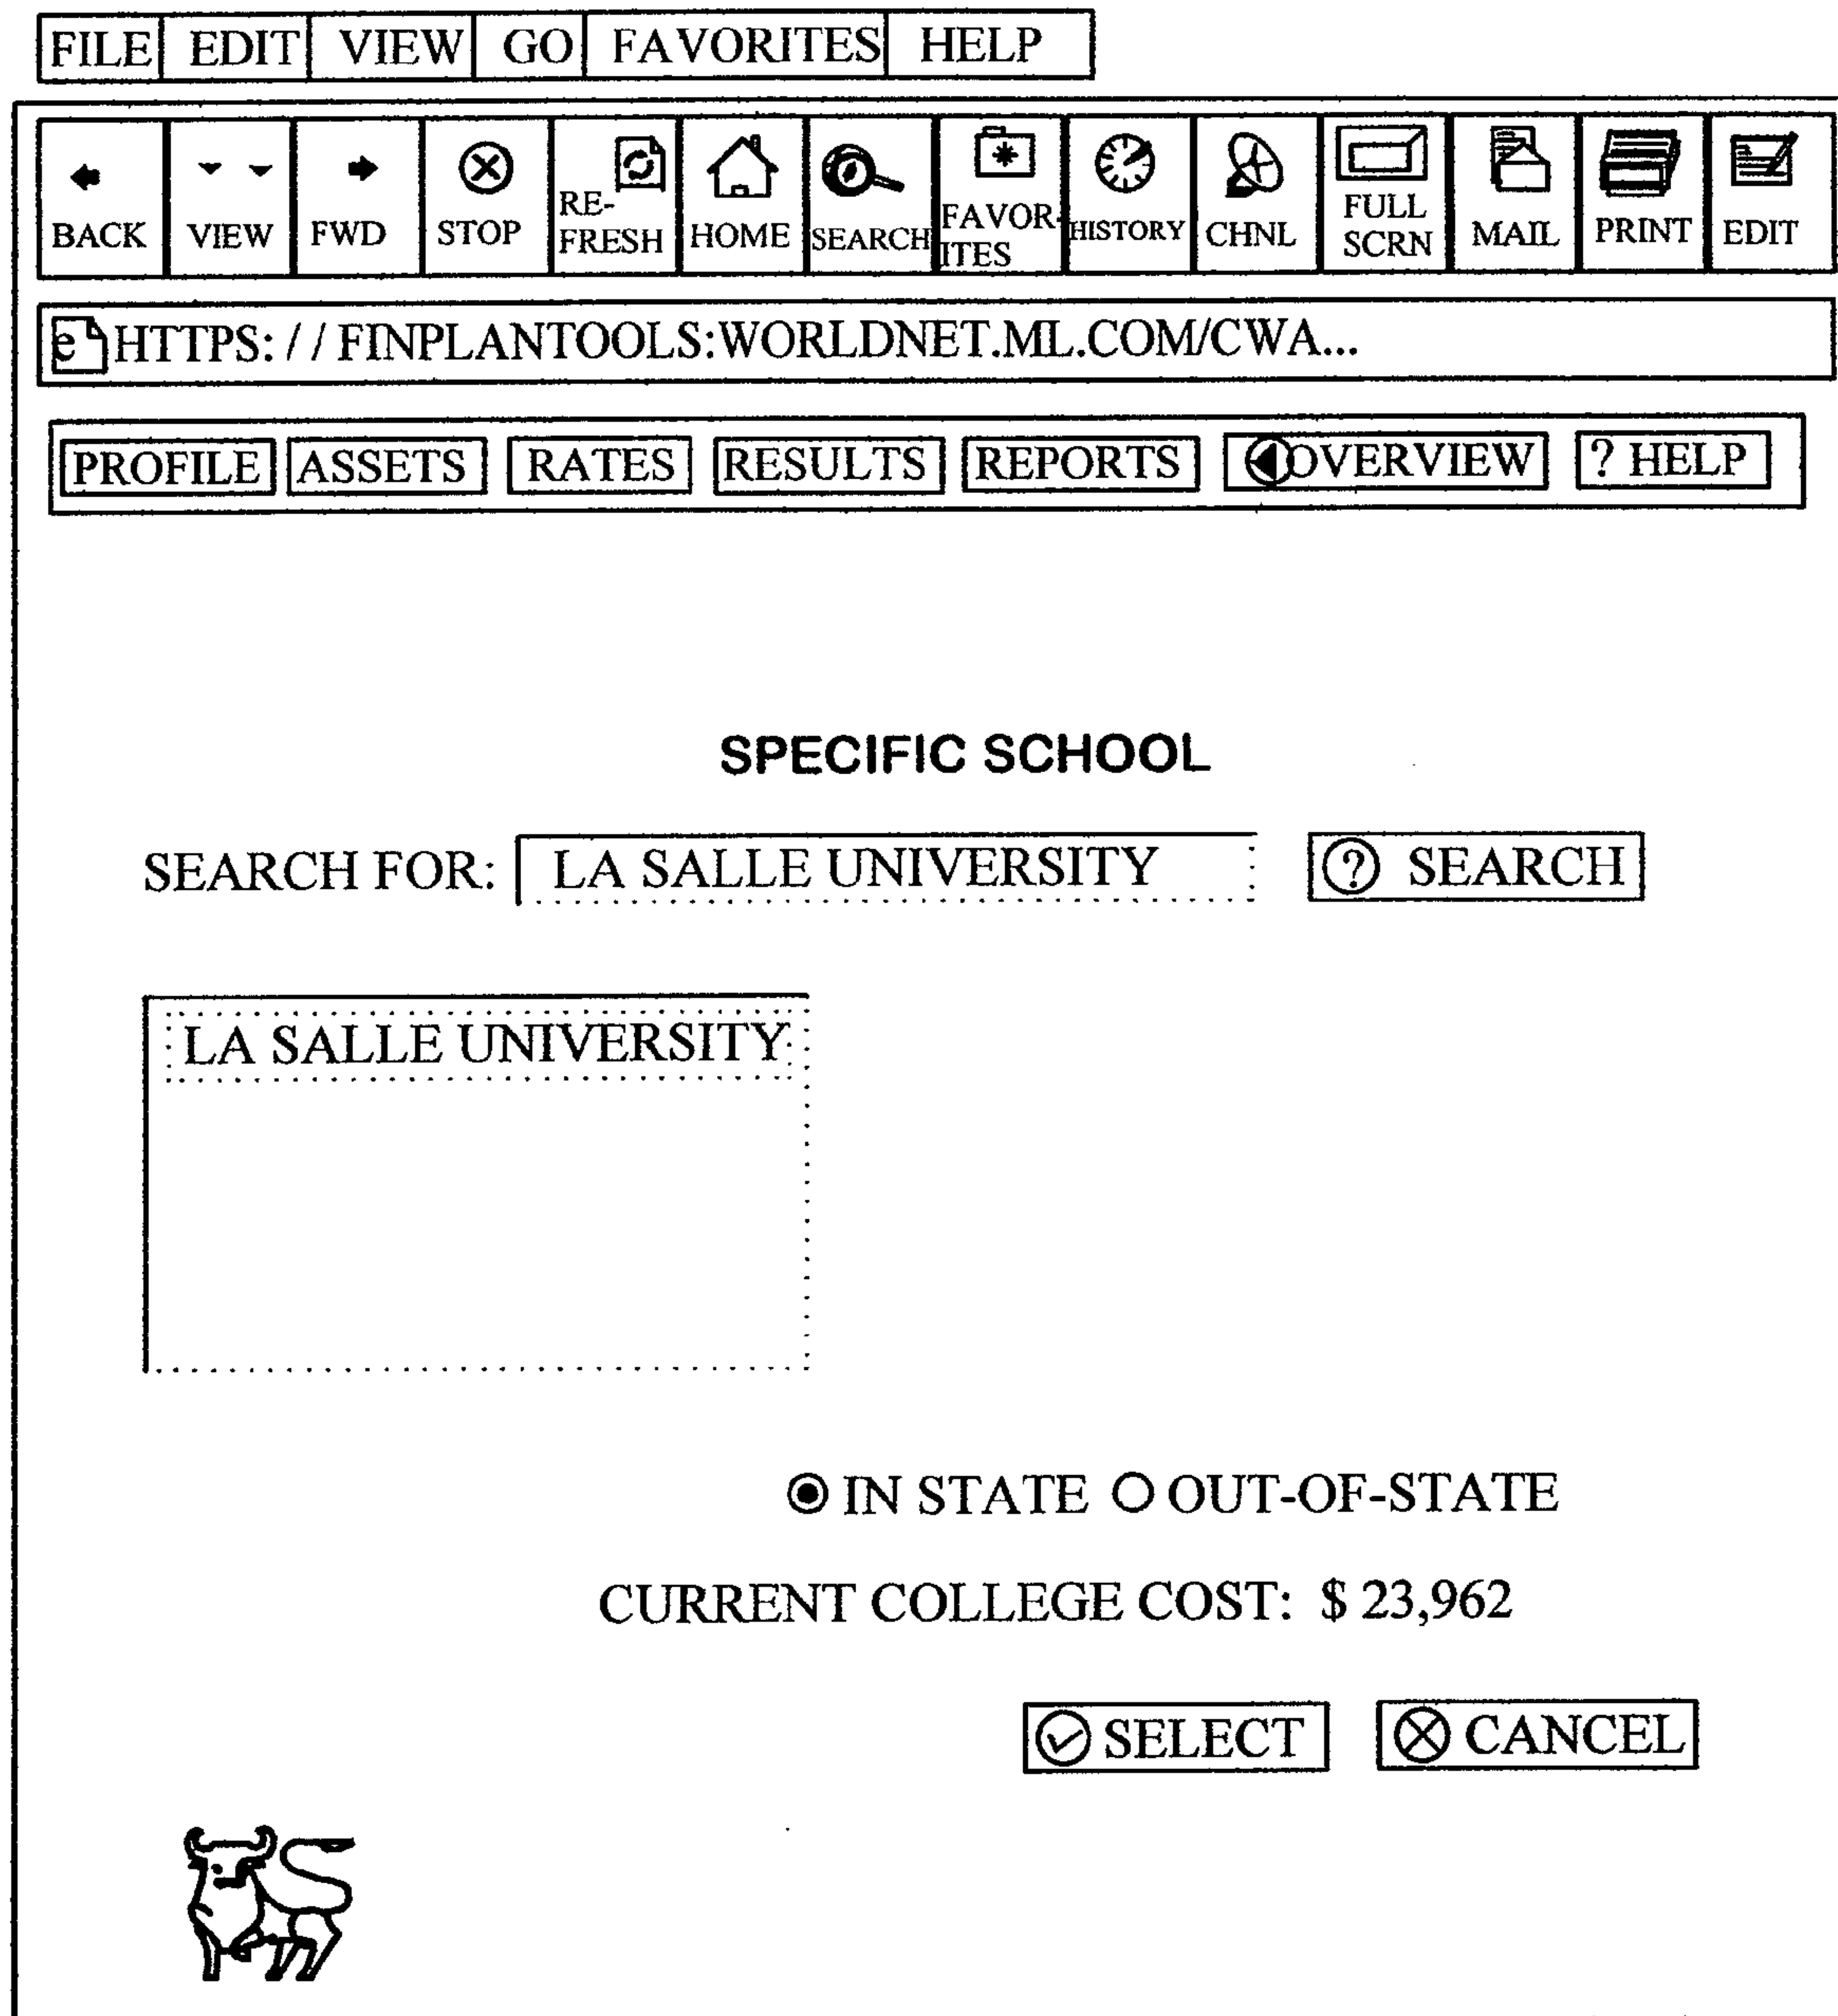 FILE EDIT VIEW GO FAVORITES HELP
BACK VIEW FWD STOP RE-FRESH HOME SEARCH FAVOR-ITES HISTORY CHNL FULL SCRN MAIL PRINT EDIT
e HTTPS: / / FINPLANTOOLS:WORLDNET.ML.COM/CWA...
PROFILE ASSETS RATES RESULTS REPORTS OVERVIEW ? HELP
SPECIFIC SCHOOL
SEARCH FOR: LA SALLE UNIVERSITY ? SEARCH
LA SALLE UNIVERSITY
IN STATE OUT-OF-STATE
CURRENT COLLEGE COST: $ 23,962
SELECT CANCEL